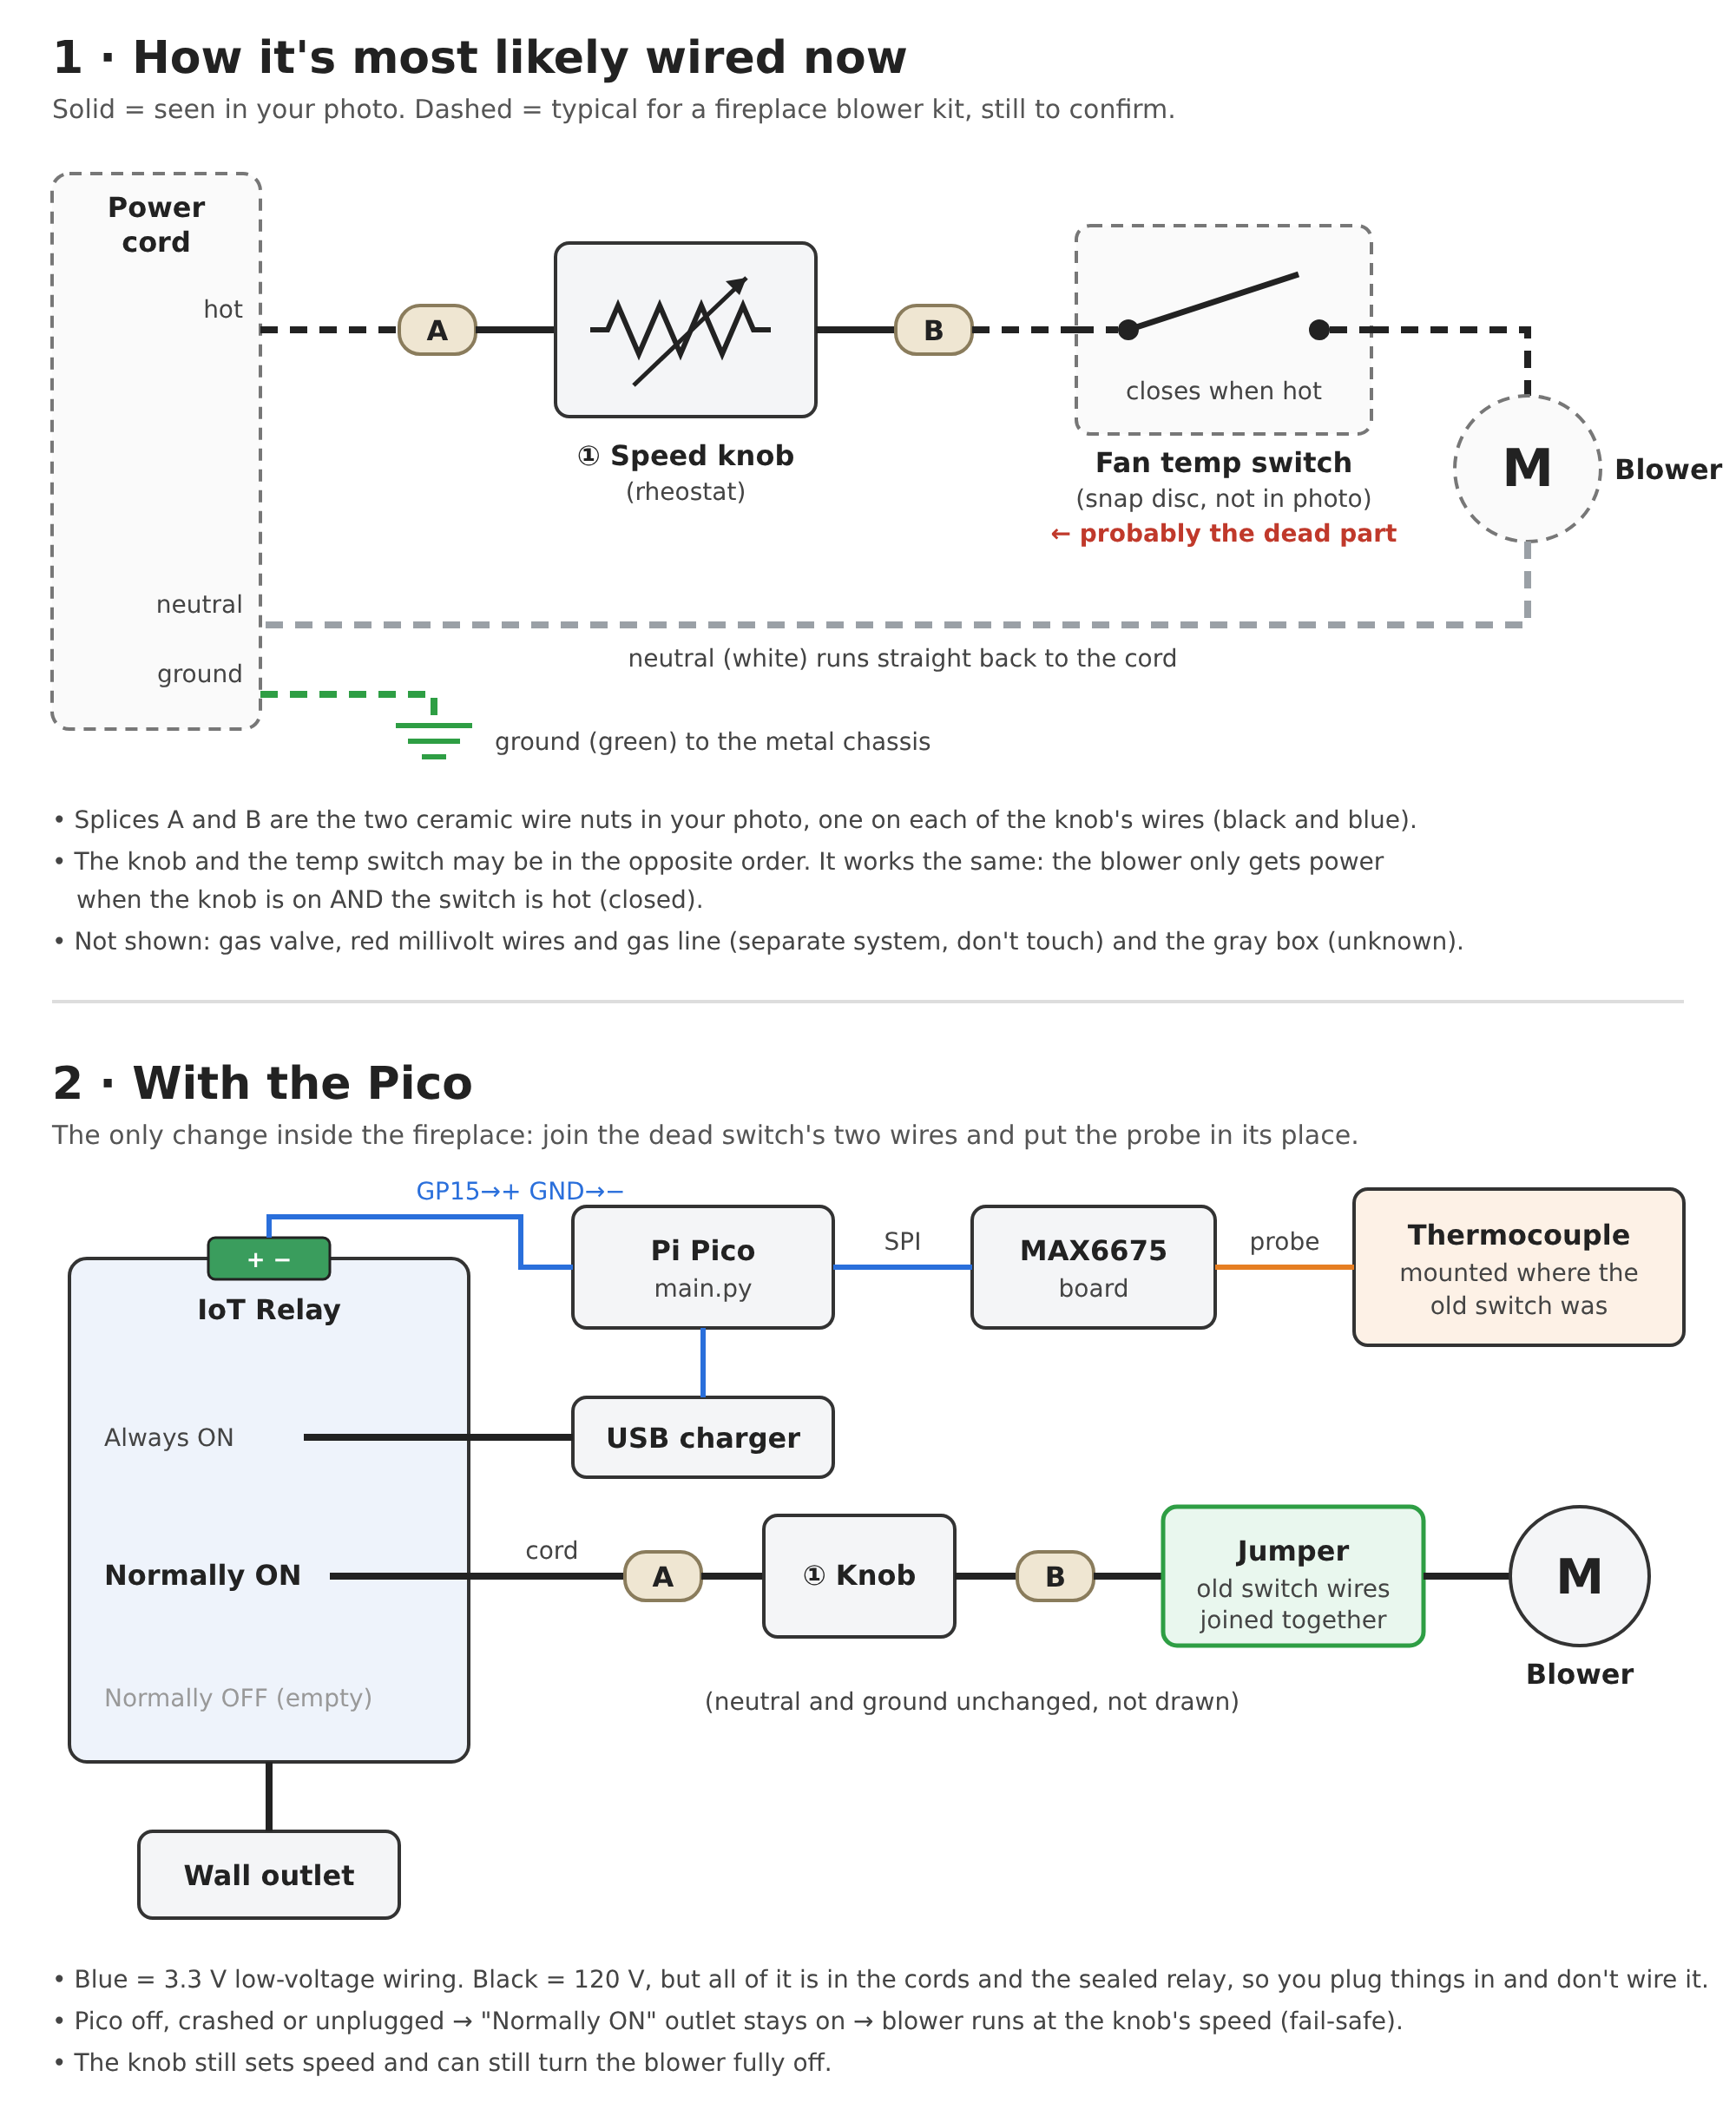 1 · How it's most likely wired now
Solid = seen in your photo. Dashed = typical for a fireplace blower kit, still to confirm.
Power
cord
hot
A
B
closes when hot
① Speed knob
(rheostat)
Fan temp switch
(snap disc, not in photo)
← probably the dead part
M
Blower
neutral
neutral (white) runs straight back to the cord
ground
ground (green) to the metal chassis
• Splices A and B are the two ceramic wire nuts in your photo, one on each of the knob's wires (black and blue).
• The knob and the temp switch may be in the opposite order. It works the same: the blower only gets power
when the knob is on AND the switch is hot (closed).
• Not shown: gas valve, red millivolt wires and gas line (separate system, don't touch) and the gray box (unknown).
2 · With the Pico
The only change inside the fireplace: join the dead switch's two wires and put the probe in its place.
GP15→+ GND→−
+ −
IoT Relay
Pi Pico
main.py
SPI
MAX6675
board
probe
Thermocouple
mounted where the
old switch was
Always ON
USB charger
Normally ON
cord
A
① Knob
B
Jumper
old switch wires
joined together
M
Blower
Normally OFF (empty)
(neutral and ground unchanged, not drawn)
Wall outlet
• Blue = 3.3 V low-voltage wiring. Black = 120 V, but all of it is in the cords and the sealed relay, so you plug things in and don't wire it.
• Pico off, crashed or unplugged → "Normally ON" outlet stays on → blower runs at the knob's speed (fail-safe).
• The knob still sets speed and can still turn the blower fully off.